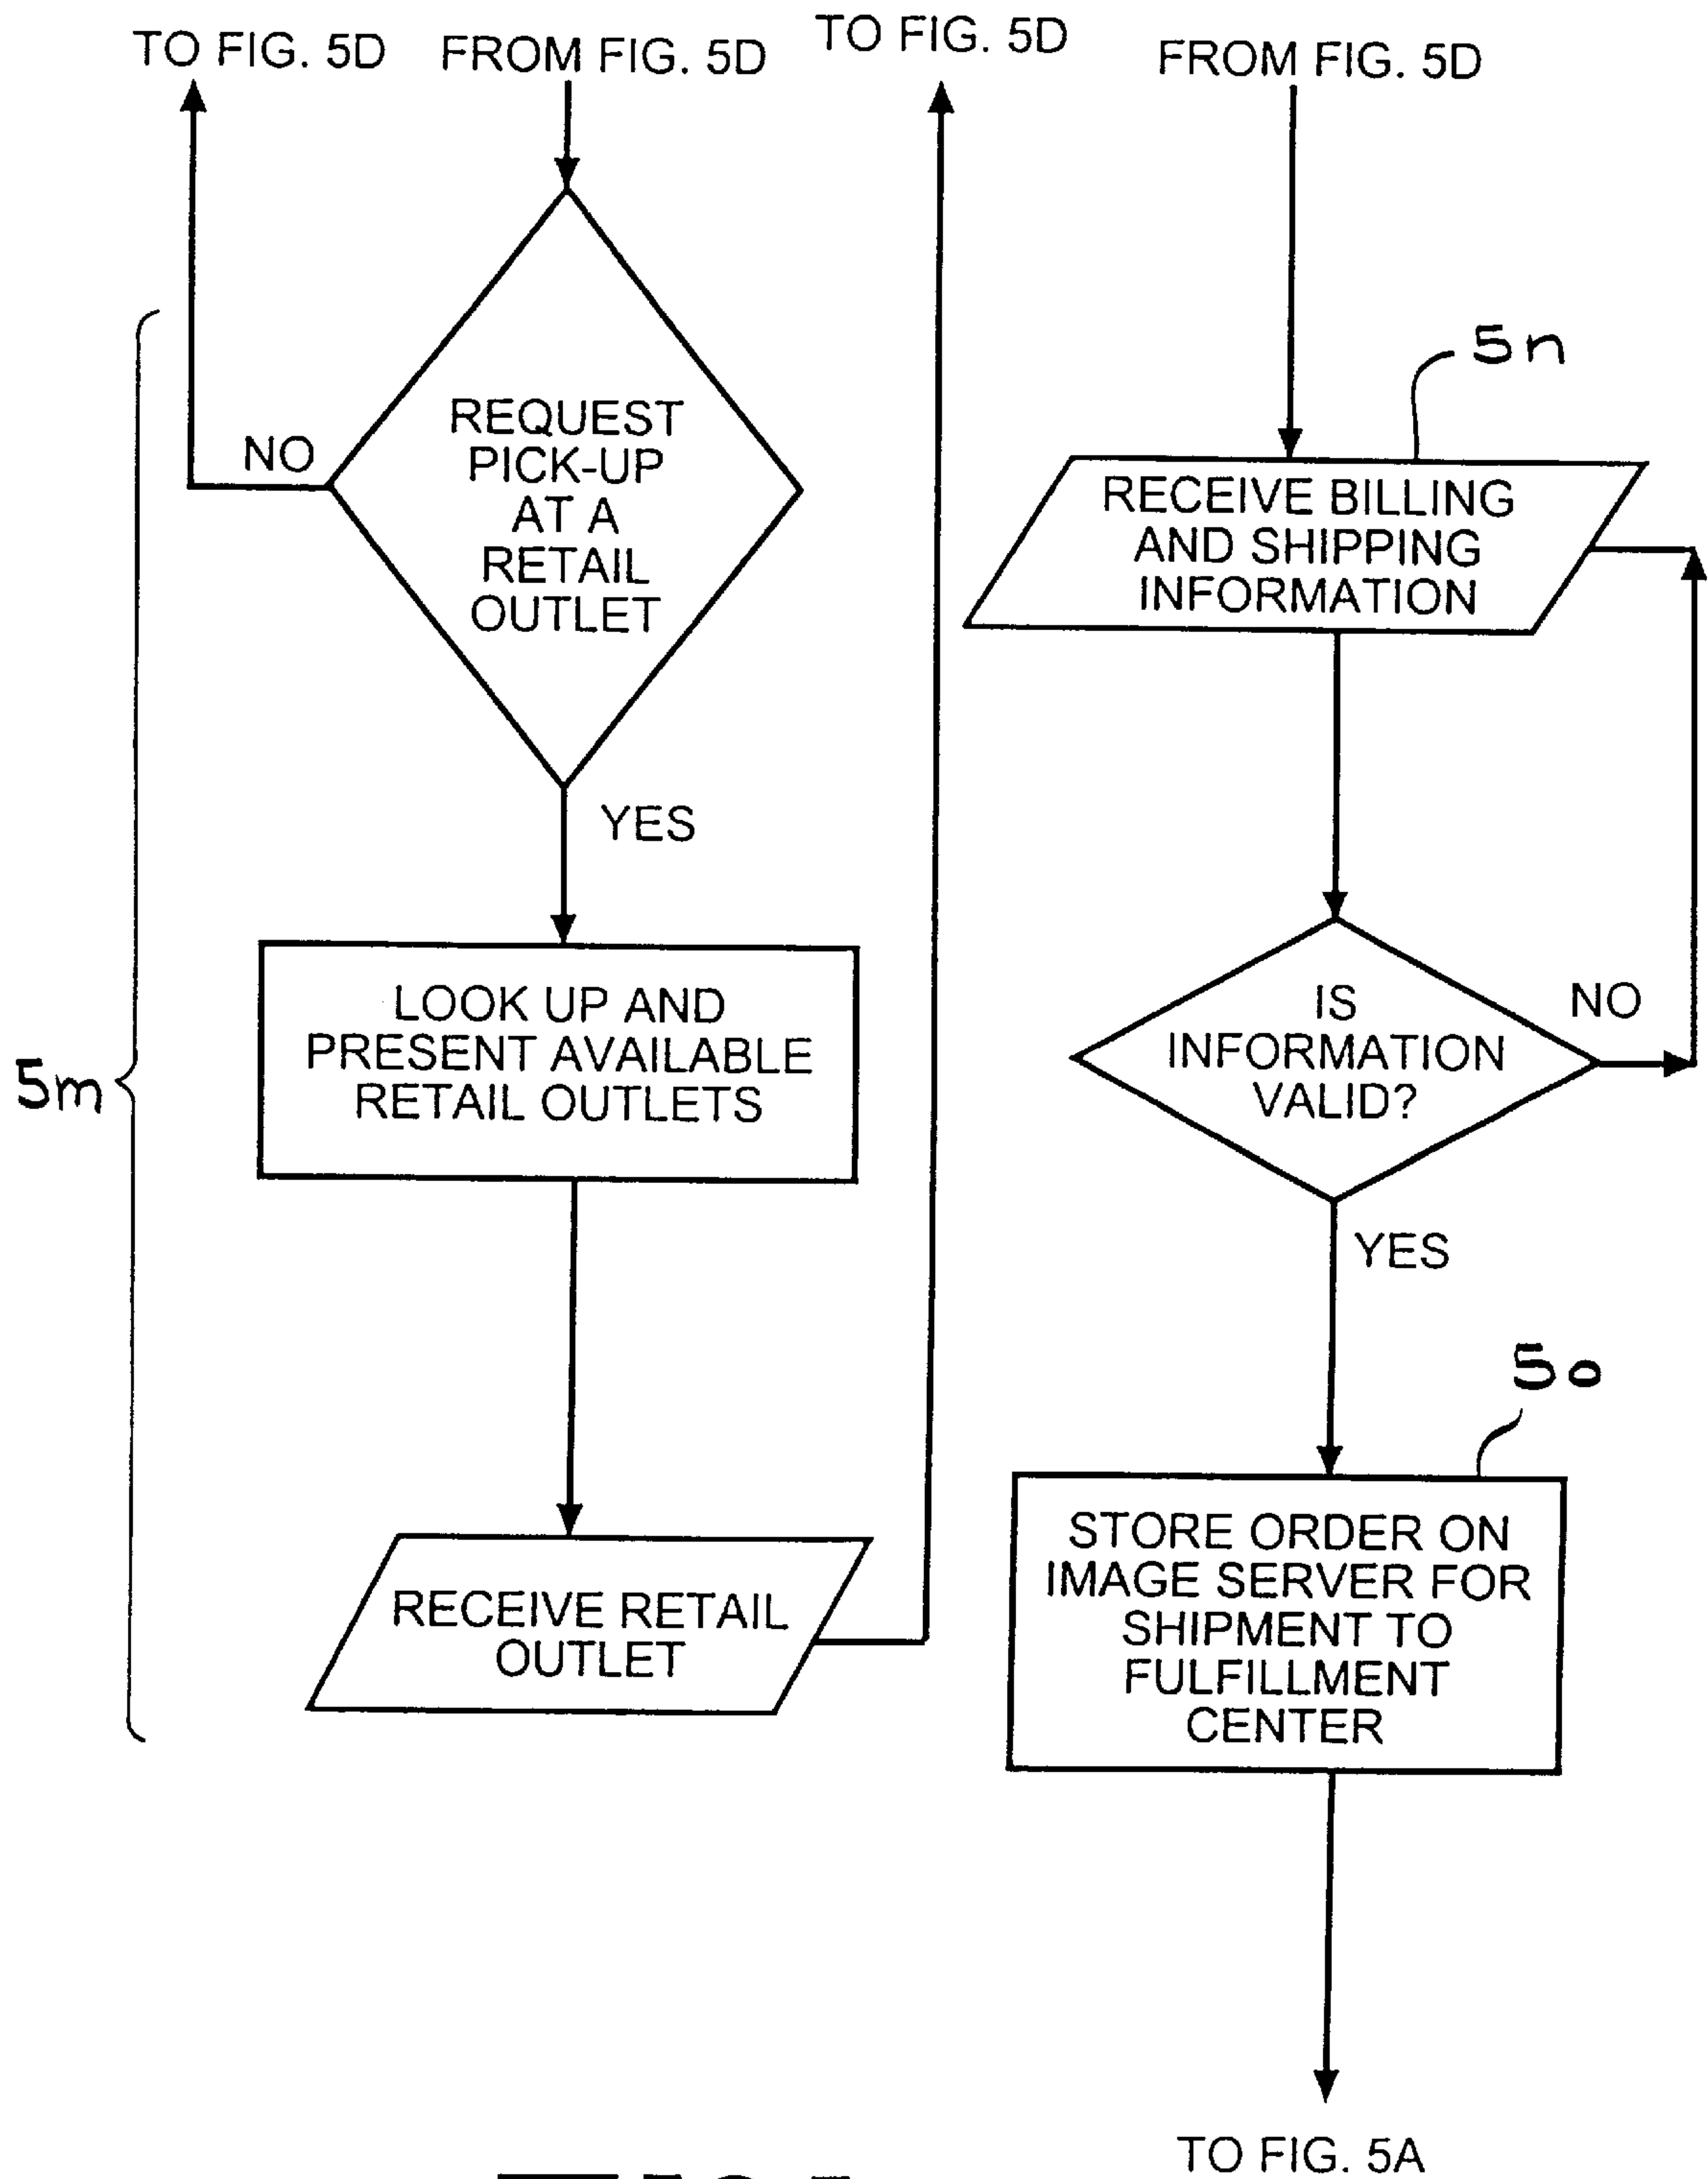 TO FIG. 5D
FROM FIG. 5D
TO FIG. 5D
FROM FIG. 5D
REQUEST
PICK-UP
AT A
RETAIL
OUTLET
NO
YES
5m
LOOK UP AND
PRESENT AVAILABLE
RETAIL OUTLETS
RECEIVE RETAIL
OUTLET
5n
RECEIVE BILLING
AND SHIPPING
INFORMATION
IS
INFORMATION
VALID?
NO
YES
5o
STORE ORDER ON
IMAGE SERVER FOR
SHIPMENT TO
FULFILLMENT
CENTER
TO FIG. 5A